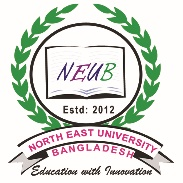 NEUB
Estd: 2012
NORTH EAST UNIVERSITY
BANGLADESH
Education with Innovation